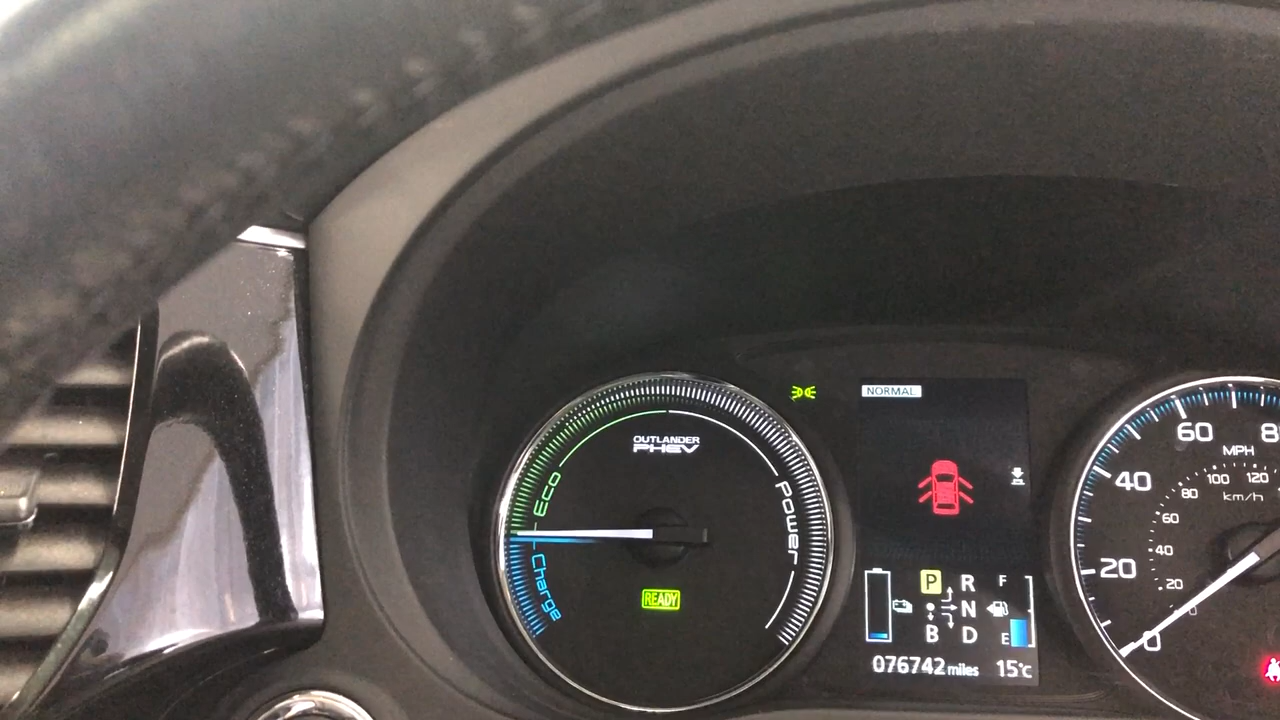 OUTLANDER
PHEV
Eco
Charge
Power
READY
NORMAL
P R
N
B D
F
E
076742 miles 15°c
0
20
40
60
8
MPH
km/h
20
40
60
80
100
120